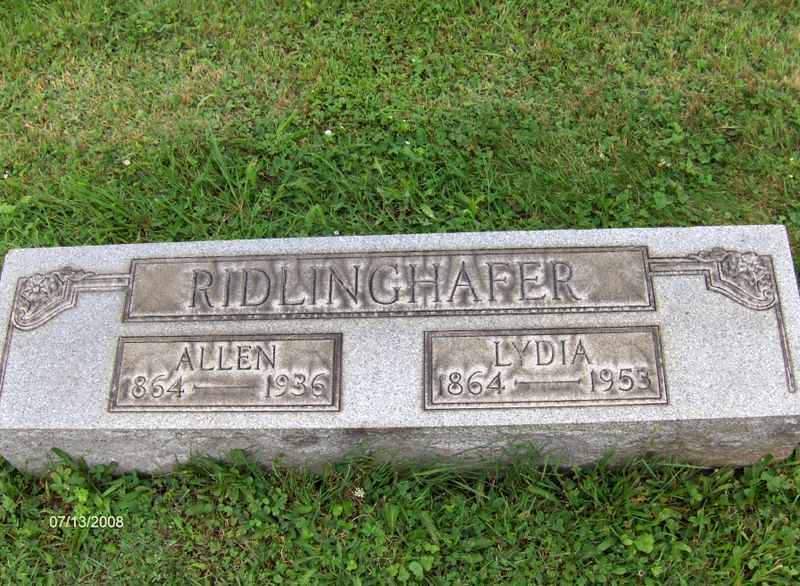 RIDLINGHAFER
ALLEN
1864 — 1936
LYDIA
1864 — 1953
07/13/2008